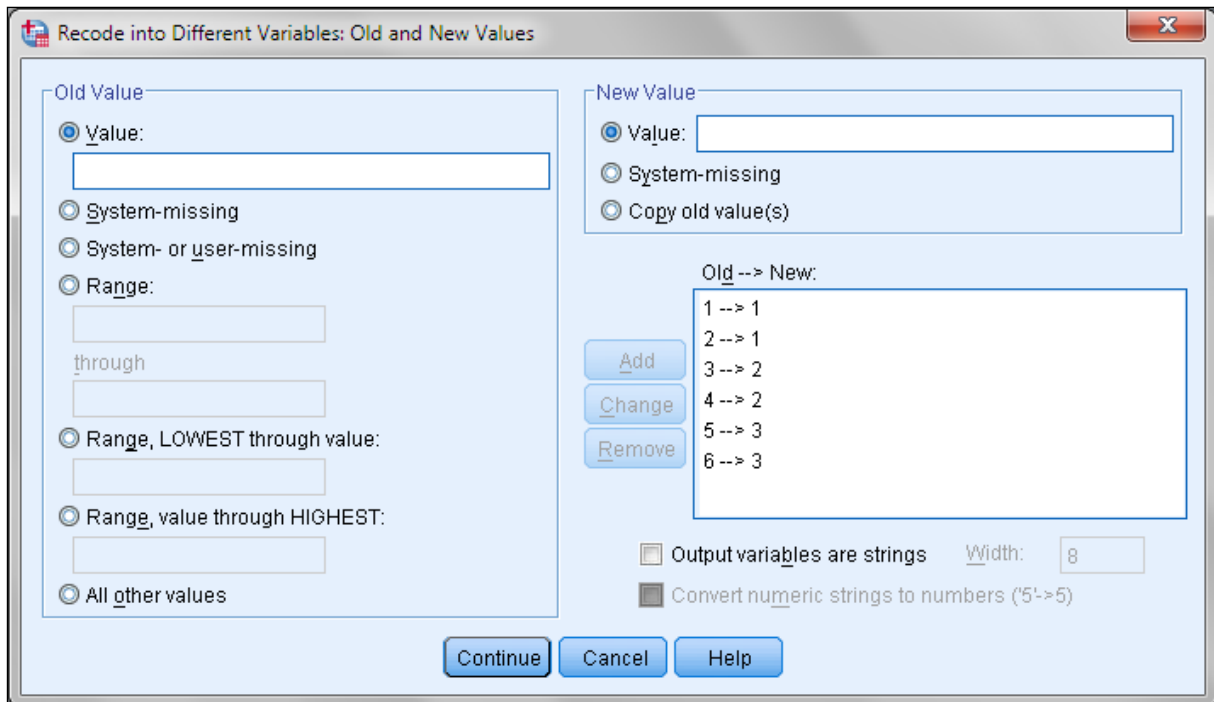 Recode into Different Variables: Old and New Values
Old Value
Value:
System-missing
System- or user-missing
Range:
through
Range, LOWEST through value:
Range, value through HIGHEST:
All other values
New Value
Value:
System-missing
Copy old value(s)
Old --> New:
1 --> 1
2 --> 1
3 --> 2
4 --> 2
5 --> 3
6 --> 3
Add
Change
Remove
Output variables are strings Width: 8
Convert numeric strings to numbers ('5'->5)
Continue Cancel Help